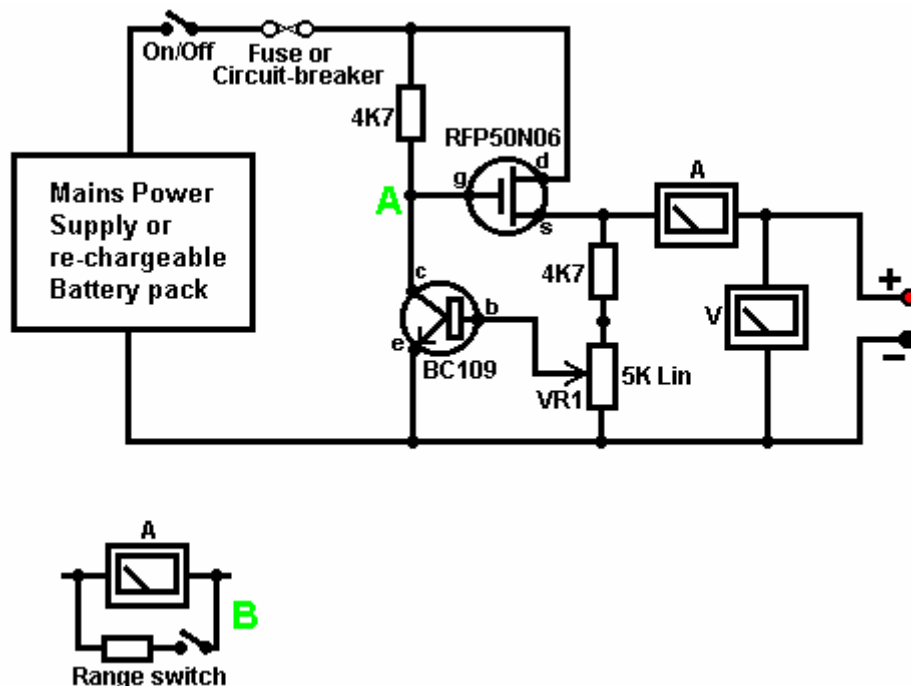 On/Off
Fuse or
Circuit-breaker
4K7
RFP50N06
d
g
s
A
A
Mains Power
Supply or
re-chargeable
Battery pack
4K7
c
b
e
BC109
VR1
5K Lin
V
+
−
A
B
Range switch